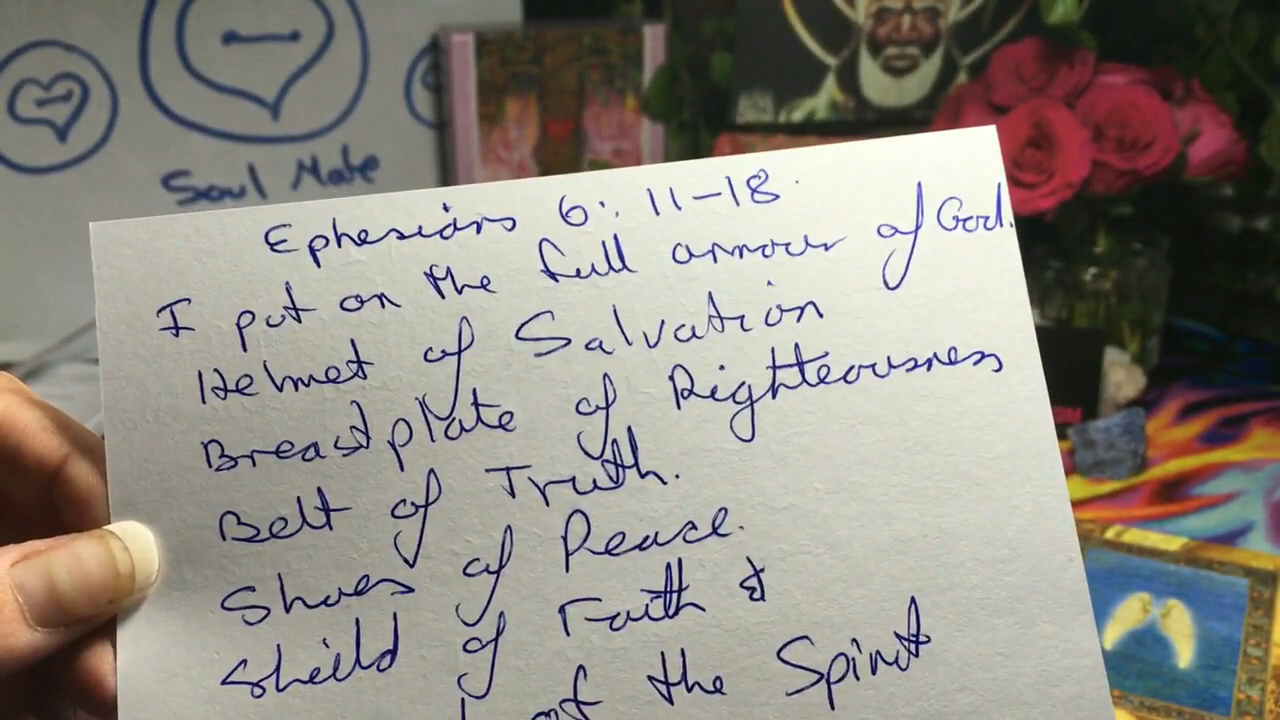 Soul Mate
Ephesians 6: 11-18.
I put on the full armour of God.
Helmet of Salvation
Breastplate of Righteousness
Belt of Truth.
Shoes of Peace.
Shield of Faith &
of the Spirit